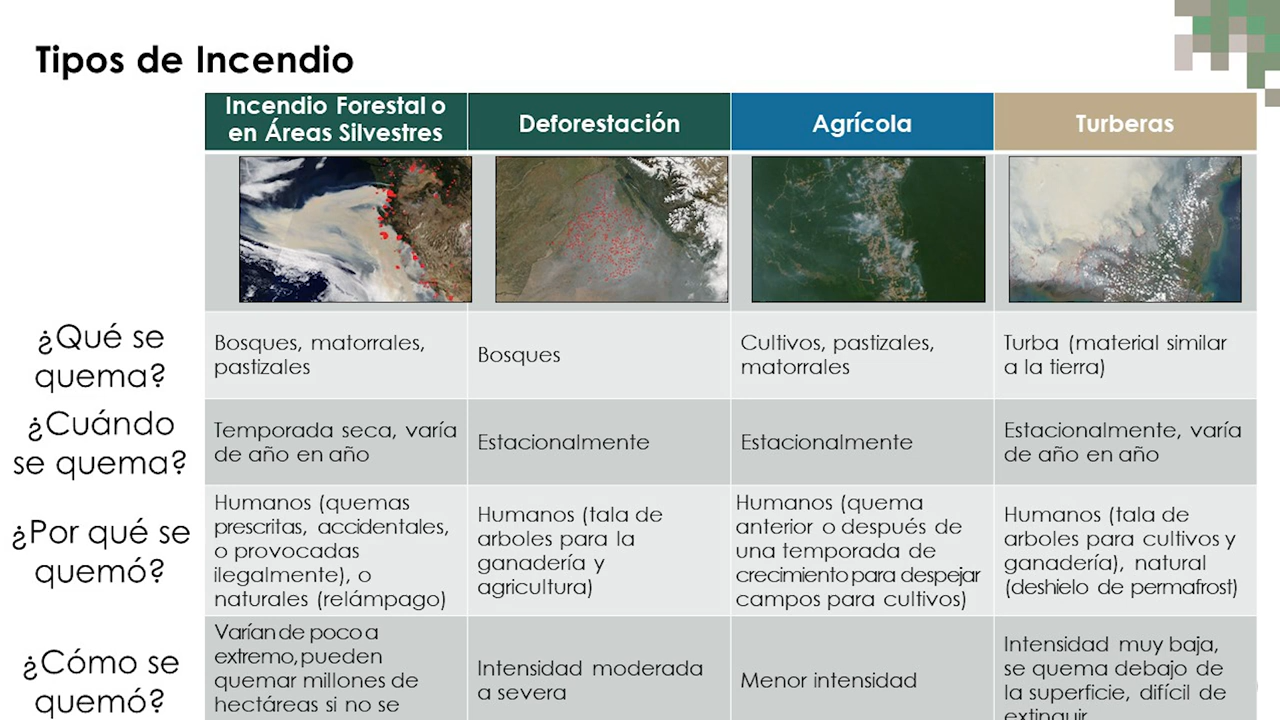 Tipos de Incendio
Incendio Forestal o
en Áreas Silvestres
Deforestación
Agrícola
Turberas
¿Qué se
quema?
Bosques, matorrales,
pastizales
Bosques
Cultivos, pastizales,
matorrales
Turba (material similar
a la tierra)
¿Cuándo
se quema?
Temporada seca, varía
de año en año
Estacionalmente
Estacionalmente
Estacionalmente, varía
de año en año
¿Por qué se
quemó?
Humanos (quemas
prescritas, accidentales,
o provocadas
ilegalmente), o
naturales (relámpago)
Humanos (tala de
arboles para la
ganadería y
agricultura)
Humanos (quema
anterior o después de
una temporada de
crecimiento para despejar
campos para cultivos)
Humanos (tala de
arboles para cultivos y
ganadería), natural
(deshielo de permafrost)
¿Cómo se
quemó?
Varían de poco a
extremo, pueden
quemar millones de
hectáreas si no se
Intensidad moderada
a severa
Menor intensidad
Intensidad muy baja,
se quema debajo de
la superficie, difícil de
extinguir